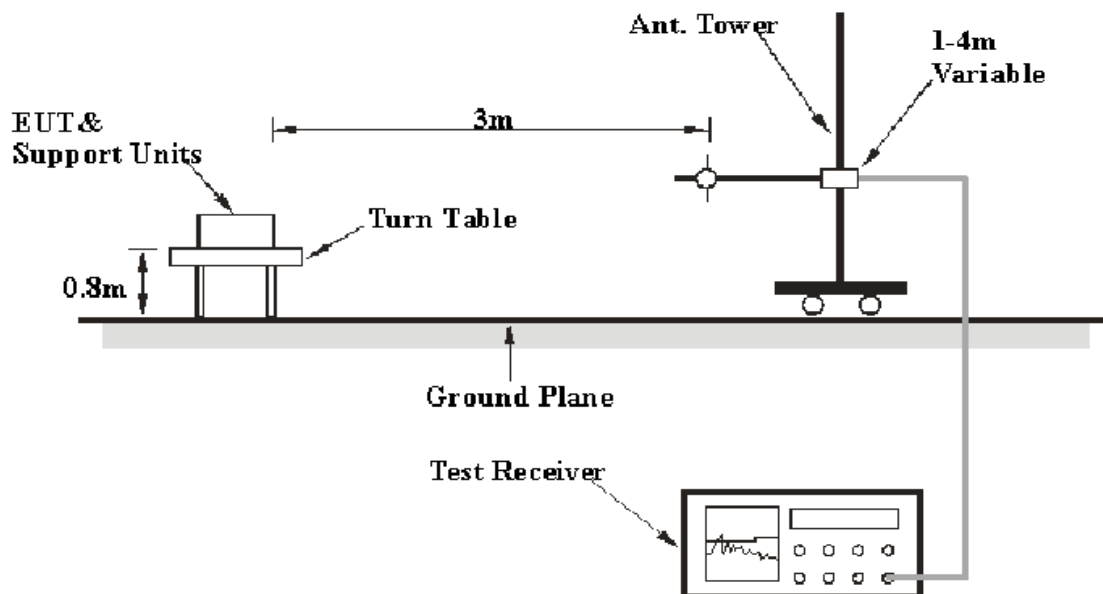 Ant. Tower
1-4m
Variable
3m
EUT&
Support Units
Turn Table
0.8m
Ground Plane
Test Receiver